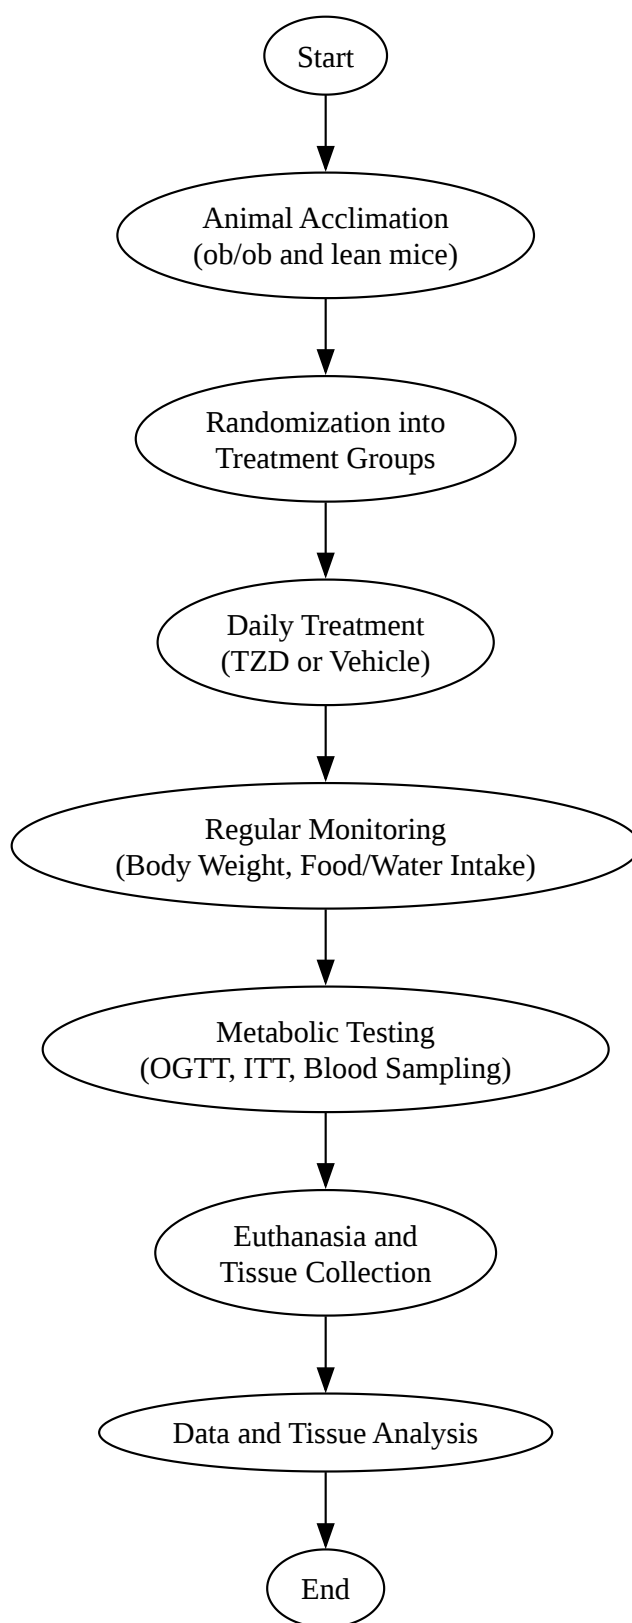 Start
Animal Acclimation
(ob/ob and lean mice)
Randomization into
Treatment Groups
Daily Treatment
(TZD or Vehicle)
Regular Monitoring
(Body Weight, Food/Water Intake)
Metabolic Testing
(OGTT, ITT, Blood Sampling)
Euthanasia and
Tissue Collection
Data and Tissue Analysis
End